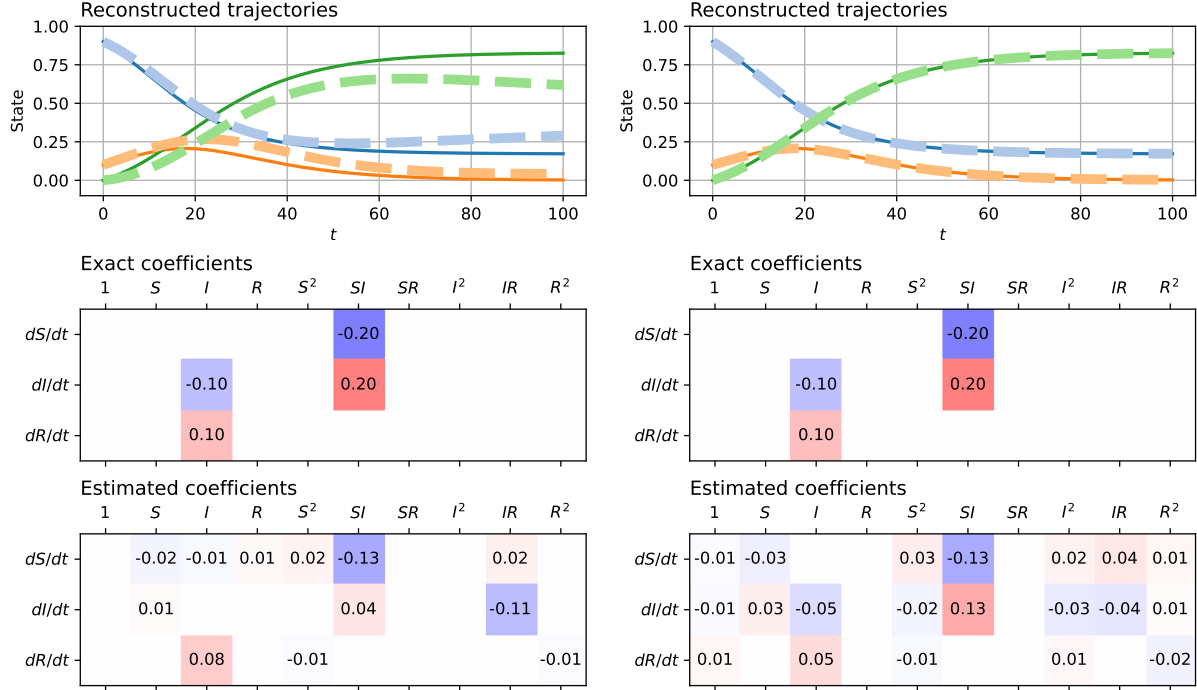 Reconstructed trajectories
1.00
0.75
0.50
0.25
0.00
State
0 20 40 60 80 100
t
Exact coefficients
1 S I R S² SI SR I² IR R²
dS/dt -0.20
dI/dt -0.10 0.20
dR/dt 0.10
Estimated coefficients
1 S I R S² SI SR I² IR R²
dS/dt -0.02 -0.01 0.01 0.02 -0.13 0.02
dI/dt 0.01 0.04 -0.11
dR/dt 0.08 -0.01 -0.01
Reconstructed trajectories
1.00
0.75
0.50
0.25
0.00
State
0 20 40 60 80 100
t
Exact coefficients
1 S I R S² SI SR I² IR R²
dS/dt -0.20
dI/dt -0.10 0.20
dR/dt 0.10
Estimated coefficients
1 S I R S² SI SR I² IR R²
dS/dt -0.01 -0.03 0.03 -0.13 0.02 0.04 0.01
dI/dt -0.01 0.03 -0.05 -0.02 0.13 -0.03 -0.04 0.01
dR/dt 0.01 0.05 -0.01 0.01 -0.02